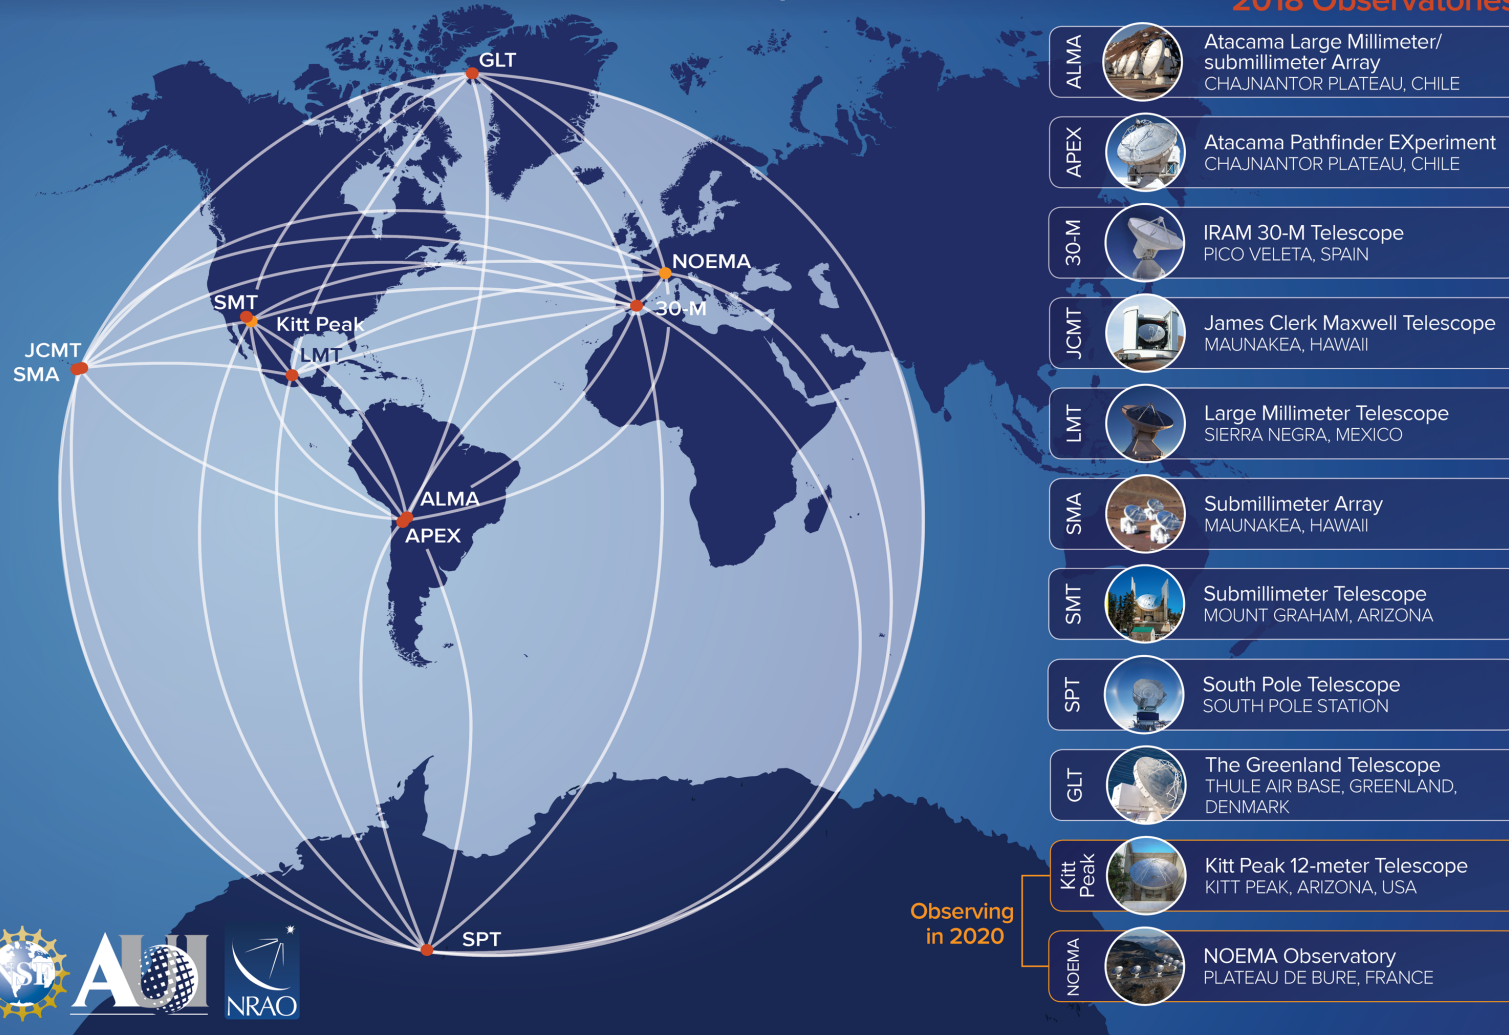 2018 Observatories
GLT
NOEMA
30-M
SMT
Kitt Peak
LMT
JCMT
SMA
ALMA
APEX
SPT
ALMA
Atacama Large Millimeter/
submillimeter Array
CHAJNANTOR PLATEAU, CHILE
APEX
Atacama Pathfinder EXperiment
CHAJNANTOR PLATEAU, CHILE
30-M
IRAM 30-M Telescope
PICO VELETA, SPAIN
JCMT
James Clerk Maxwell Telescope
MAUNAKEA, HAWAII
LMT
Large Millimeter Telescope
SIERRA NEGRA, MEXICO
SMA
Submillimeter Array
MAUNAKEA, HAWAII
SMT
Submillimeter Telescope
MOUNT GRAHAM, ARIZONA
SPT
South Pole Telescope
SOUTH POLE STATION
GLT
The Greenland Telescope
THULE AIR BASE, GREENLAND,
DENMARK
Observing
in 2020
Kitt
Peak
Kitt Peak 12-meter Telescope
KITT PEAK, ARIZONA, USA
NOEMA
NOEMA Observatory
PLATEAU DE BURE, FRANCE
NSF
AUI
NRAO